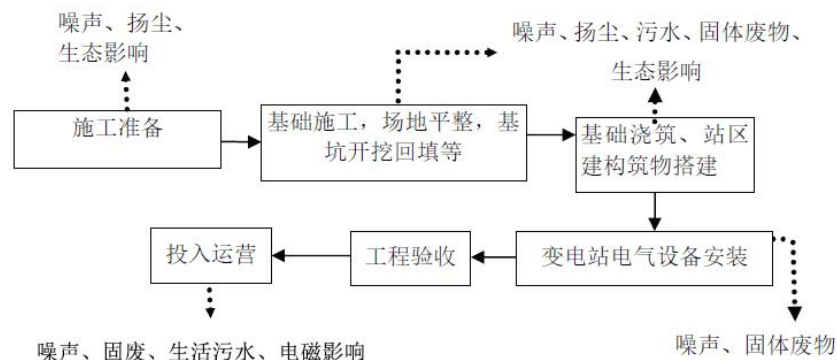 噪声、扬尘、
生态影响
噪声、扬尘、污水、固体废物、
生态影响
施工准备
基础施工，场地平整，基
坑开挖回填等
基础浇筑、站区
建构筑物搭建
投入运营
工程验收
变电站电气设备安装
噪声、固废、生活污水、电磁影响
噪声、固体废物